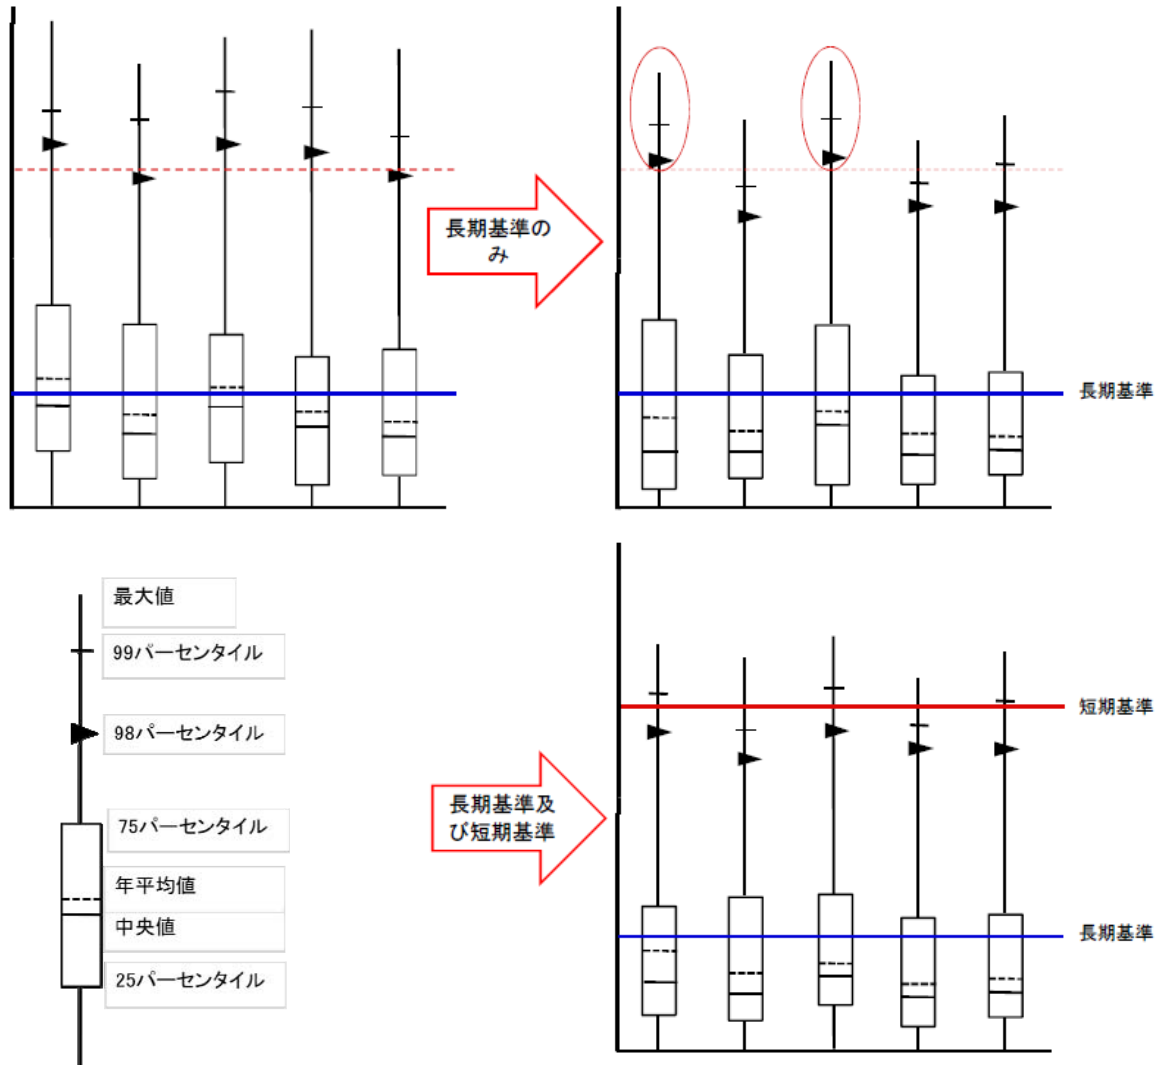 長期基準の
み
長期基準
最大値
99パーセンタイル
98パーセンタイル
75パーセンタイル
年平均値
中央値
25パーセンタイル
長期基準及
び短期基準
短期基準
長期基準